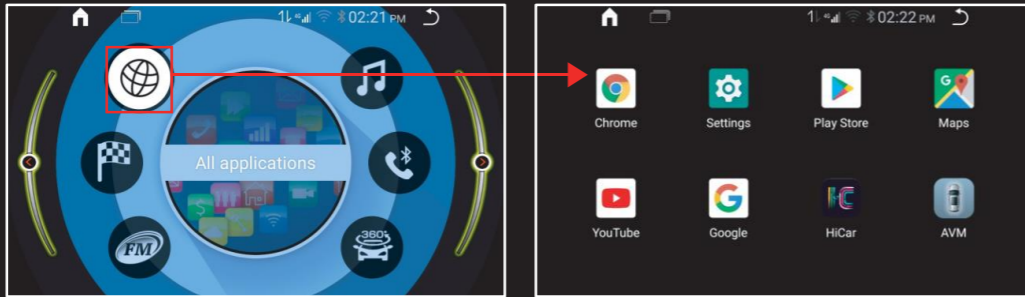 02:21 PM
All applications
FM
360°
02:22 PM
Chrome
Settings
Play Store
Maps
YouTube
Google
HiCar
AVM